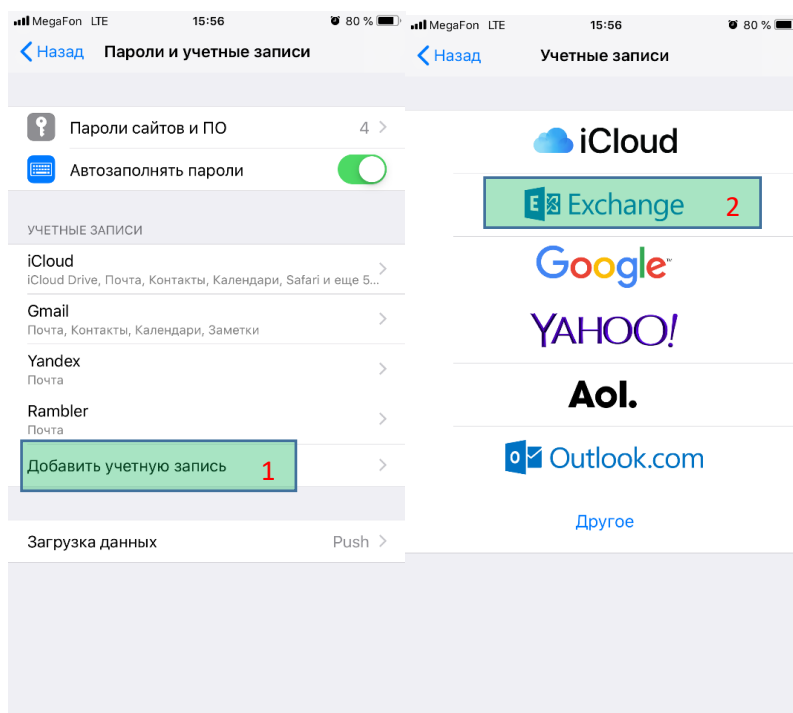 MegaFon LTE 15:56 80 %
Назад Пароли и учетные записи
Пароли сайтов и ПО 4
Автозаполнять пароли
УЧЕТНЫЕ ЗАПИСИ
iCloud
iCloud Drive, Почта, Контакты, Календари, Safari и еще 5...
Gmail
Почта, Контакты, Календари, Заметки
Yandex
Почта
Rambler
Почта
Добавить учетную запись 1
Загрузка данных Push
MegaFon LTE 15:56 80 %
Назад Учетные записи
iCloud
E Exchange 2
Google™
YAHOO!
Aol.
o Outlook.com
Другое